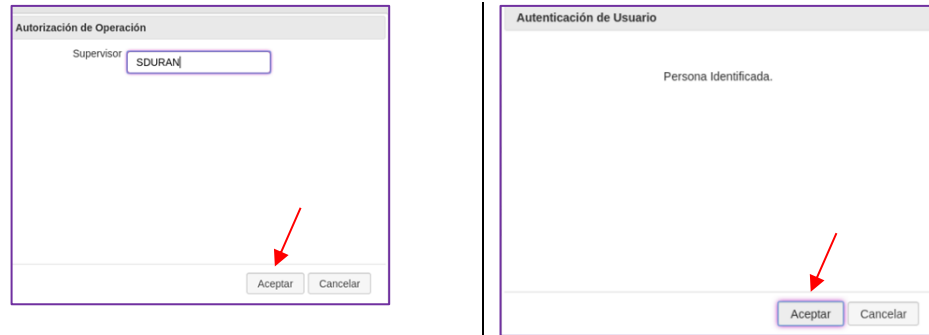 Autorización de Operación
Supervisor SDURAN
Aceptar Cancelar
Autenticación de Usuario
Persona Identificada.
Aceptar Cancelar